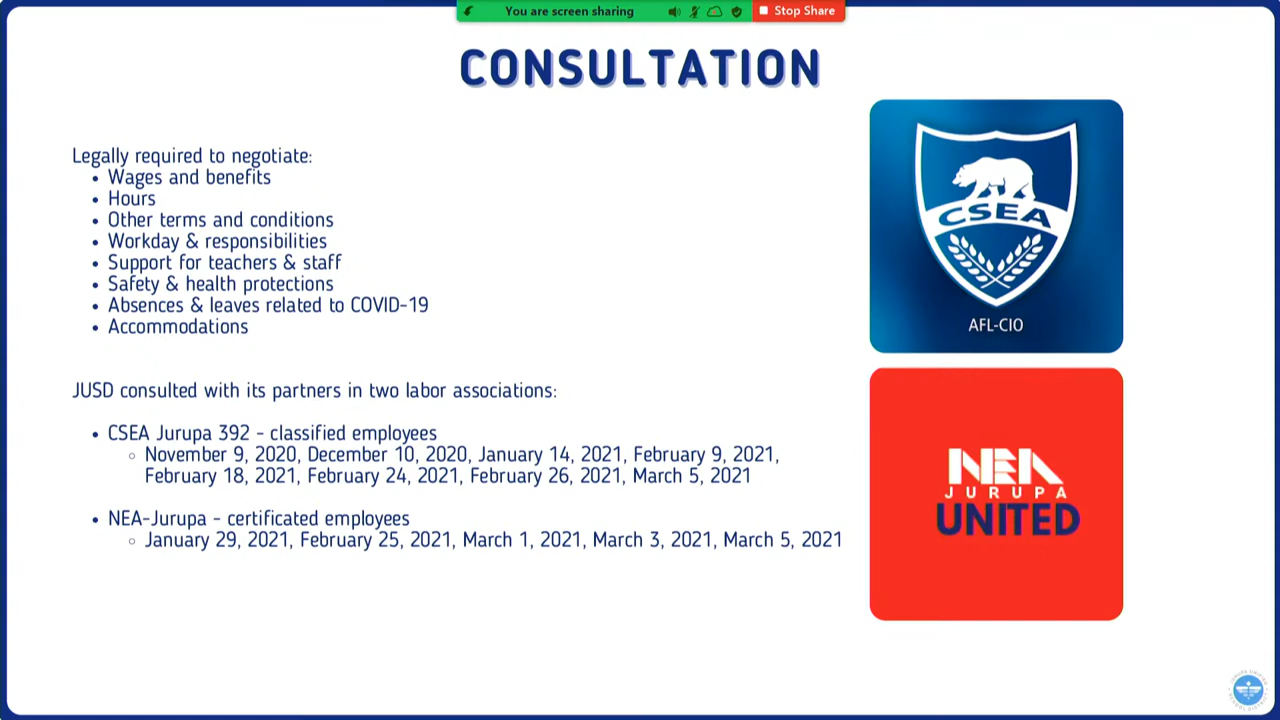 You are screen sharing
Stop Share
CONSULTATION
Legally required to negotiate:
• Wages and benefits
• Hours
• Other terms and conditions
• Workday & responsibilities
• Support for teachers & staff
• Safety & health protections
• Absences & leaves related to COVID-19
• Accommodations
JUSD consulted with its partners in two labor associations:
• CSEA Jurupa 392 - classified employees
◦ November 9, 2020, December 10, 2020, January 14, 2021, February 9, 2021,
February 18, 2021, February 24, 2021, February 26, 2021, March 5, 2021
• NEA-Jurupa - certificated employees
◦ January 29, 2021, February 25, 2021, March 1, 2021, March 3, 2021, March 5, 2021
CSEA
AFL-CIO
NEA
JURUPA
UNITED